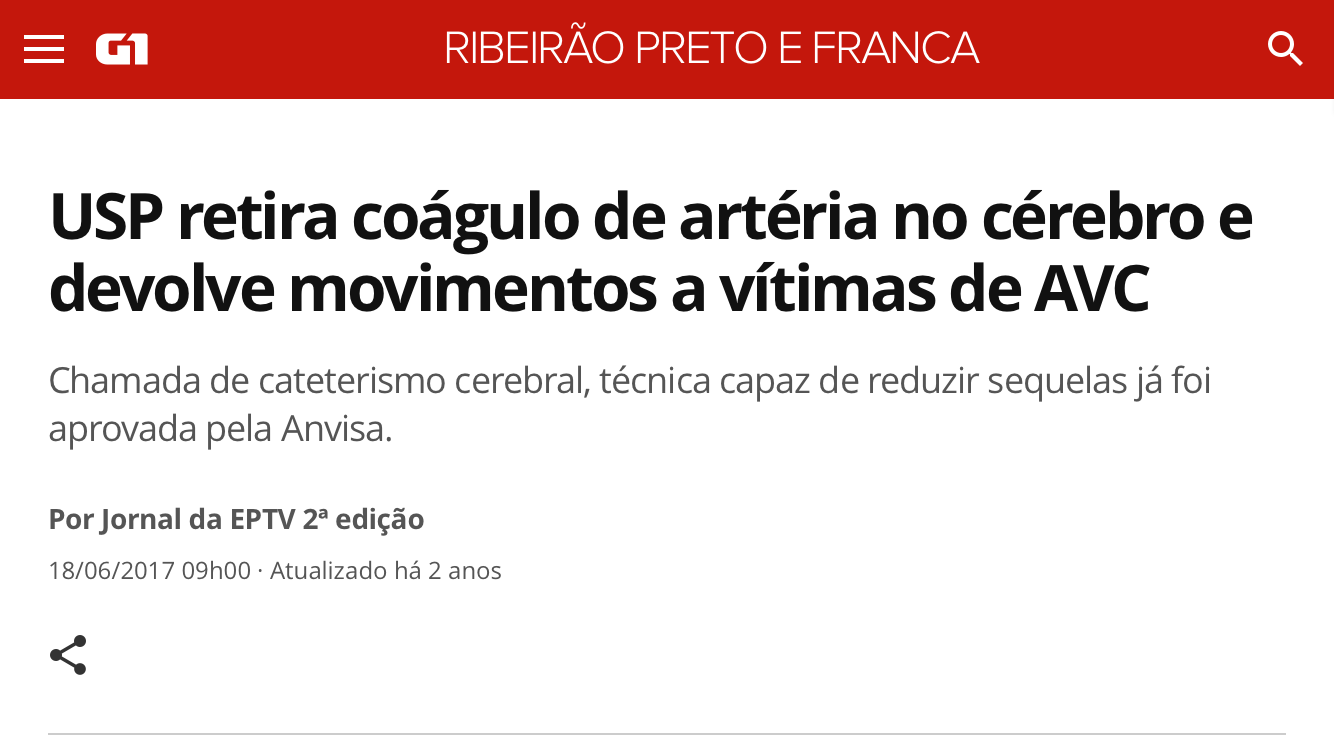 G1
RIBEIRÃO PRETO E FRANCA
USP retira coágulo de artéria no cérebro e
devolve movimentos a vítimas de AVC
Chamada de cateterismo cerebral, técnica capaz de reduzir sequelas já foi
aprovada pela Anvisa.
Por Jornal da EPTV 2ª edição
18/06/2017 09h00 · Atualizado há 2 anos